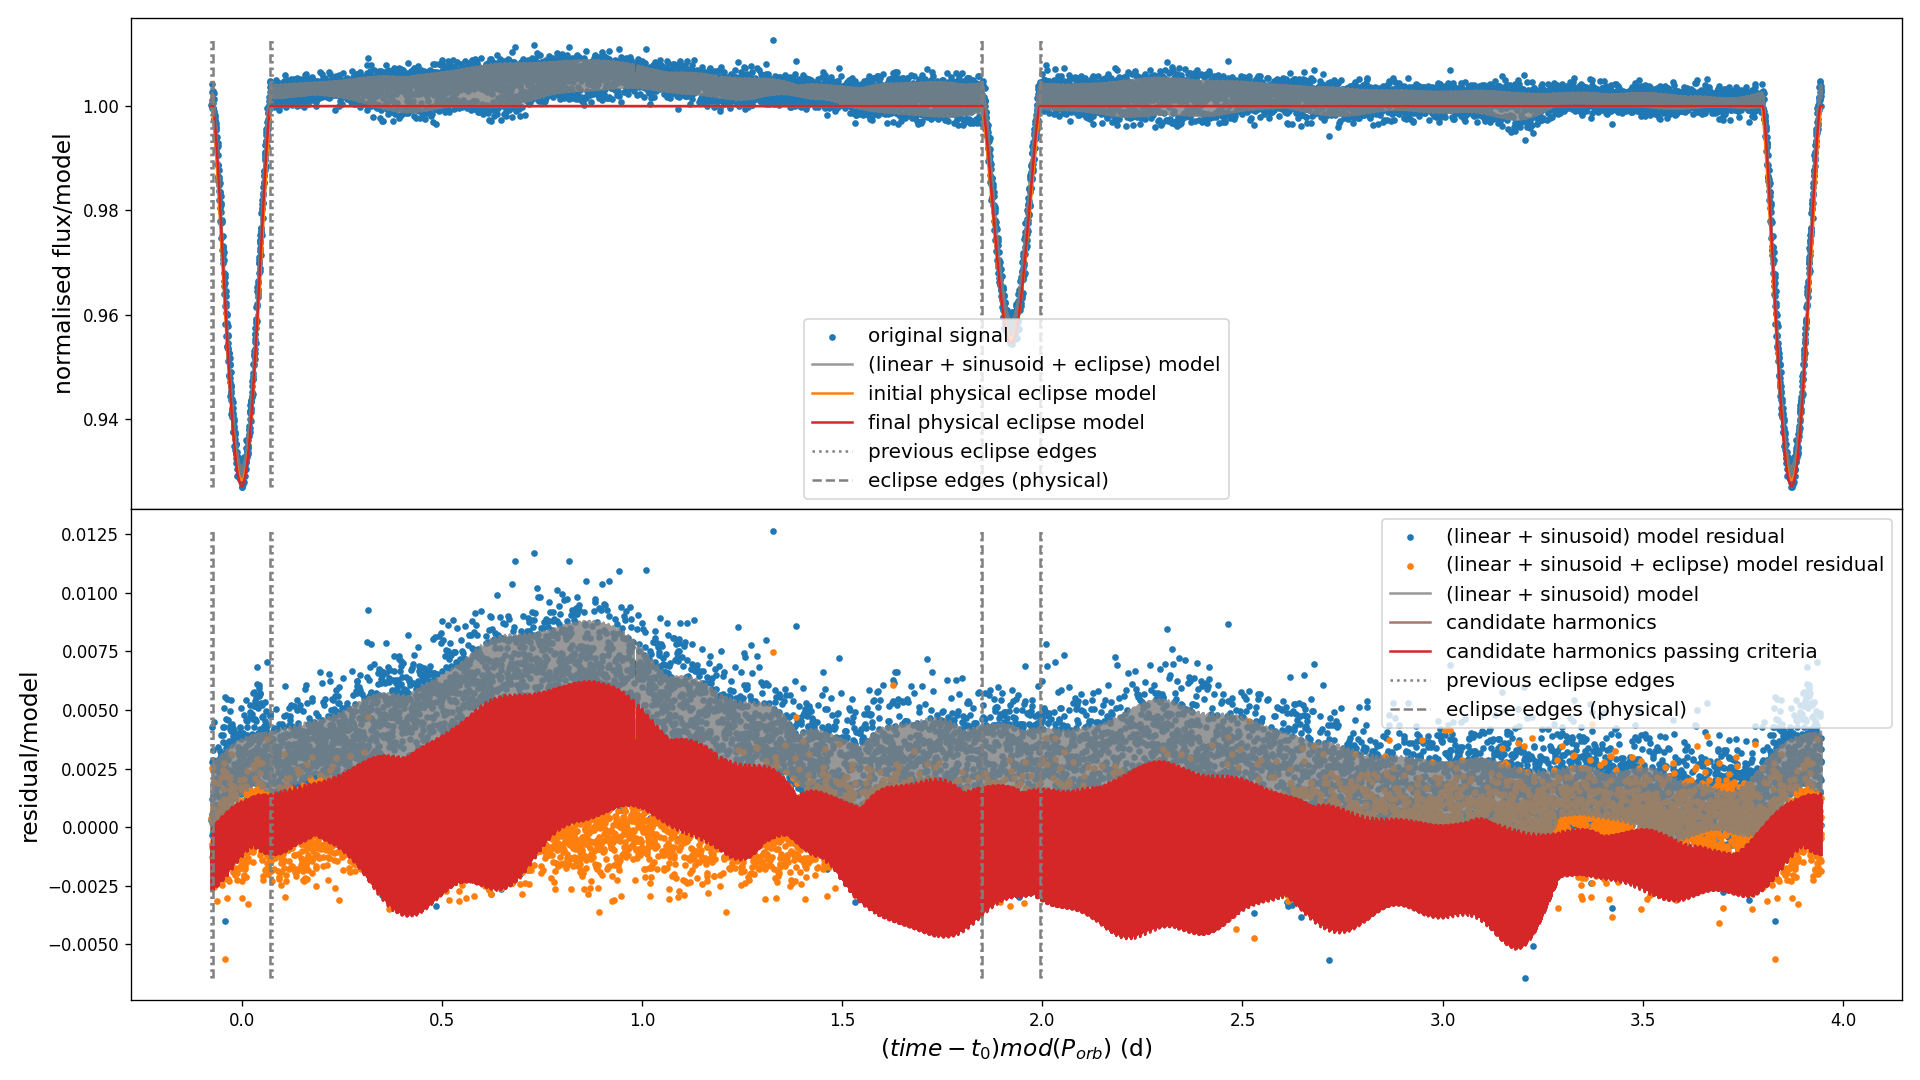 normalised flux/model
1.00
0.98
0.96
0.94
original signal
(linear + sinusoid + eclipse) model
initial physical eclipse model
final physical eclipse model
previous eclipse edges
eclipse edges (physical)
residual/model
0.0125
0.0100
0.0075
0.0050
0.0025
0.0000
−0.0025
−0.0050
(linear + sinusoid) model residual
(linear + sinusoid + eclipse) model residual
(linear + sinusoid) model
candidate harmonics
candidate harmonics passing criteria
previous eclipse edges
eclipse edges (physical)
0.0 0.5 1.0 1.5 2.0 2.5 3.0 3.5 4.0
(time − t₀)mod(Pₒᵣb) (d)